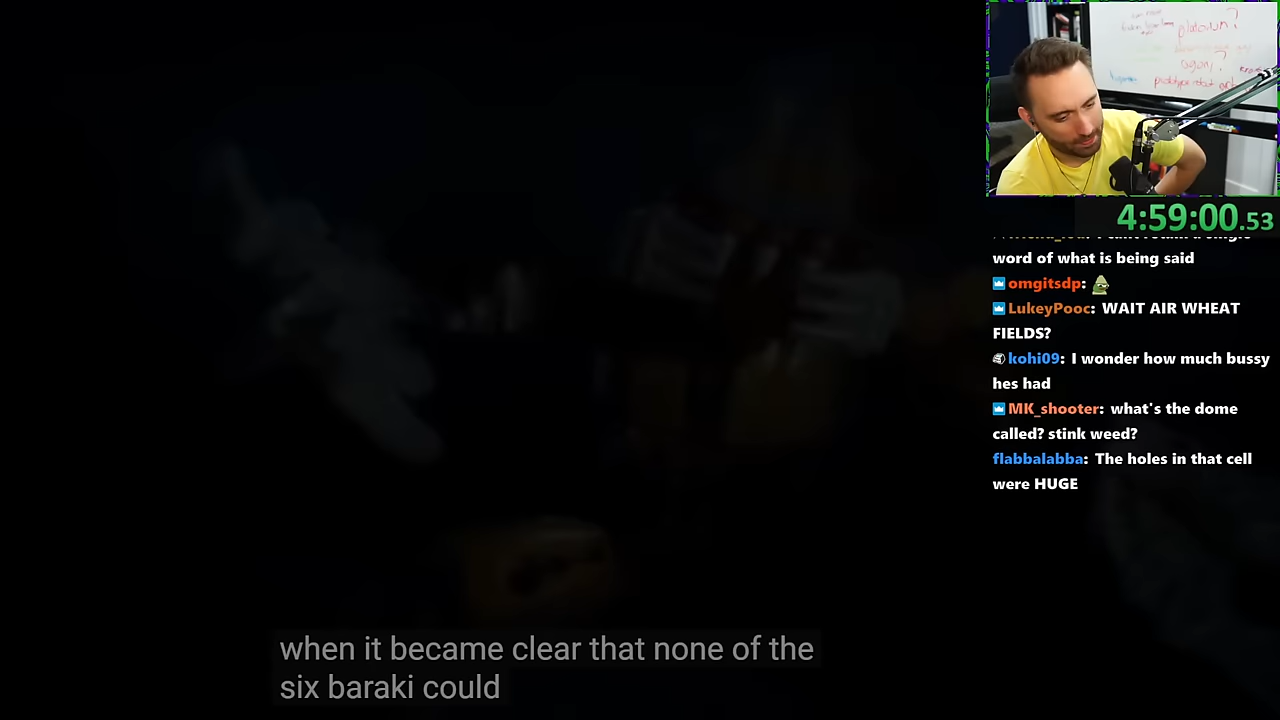 platoon?
agony?
4:59:00.53
word of what is being said
omgitsdp:
LukeyPooc: WAIT AIR WHEAT
FIELDS?
kohi09: I wonder how much bussy
hes had
MK_shooter: what's the dome
called? stink weed?
flabbalabba: The holes in that cell
were HUGE
when it became clear that none of the
six baraki could